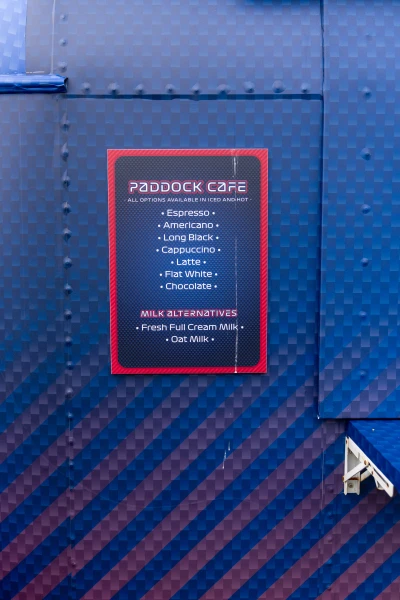 PADDOCK CAFE
- ALL OPTIONS AVAILABLE IN ICED AND HOT -
• Espresso •
• Americano •
• Long Black •
• Cappuccino •
• Latte •
• Flat White •
• Chocolate •
MILK ALTERNATIVES
• Fresh Full Cream Milk •
• Oat Milk •